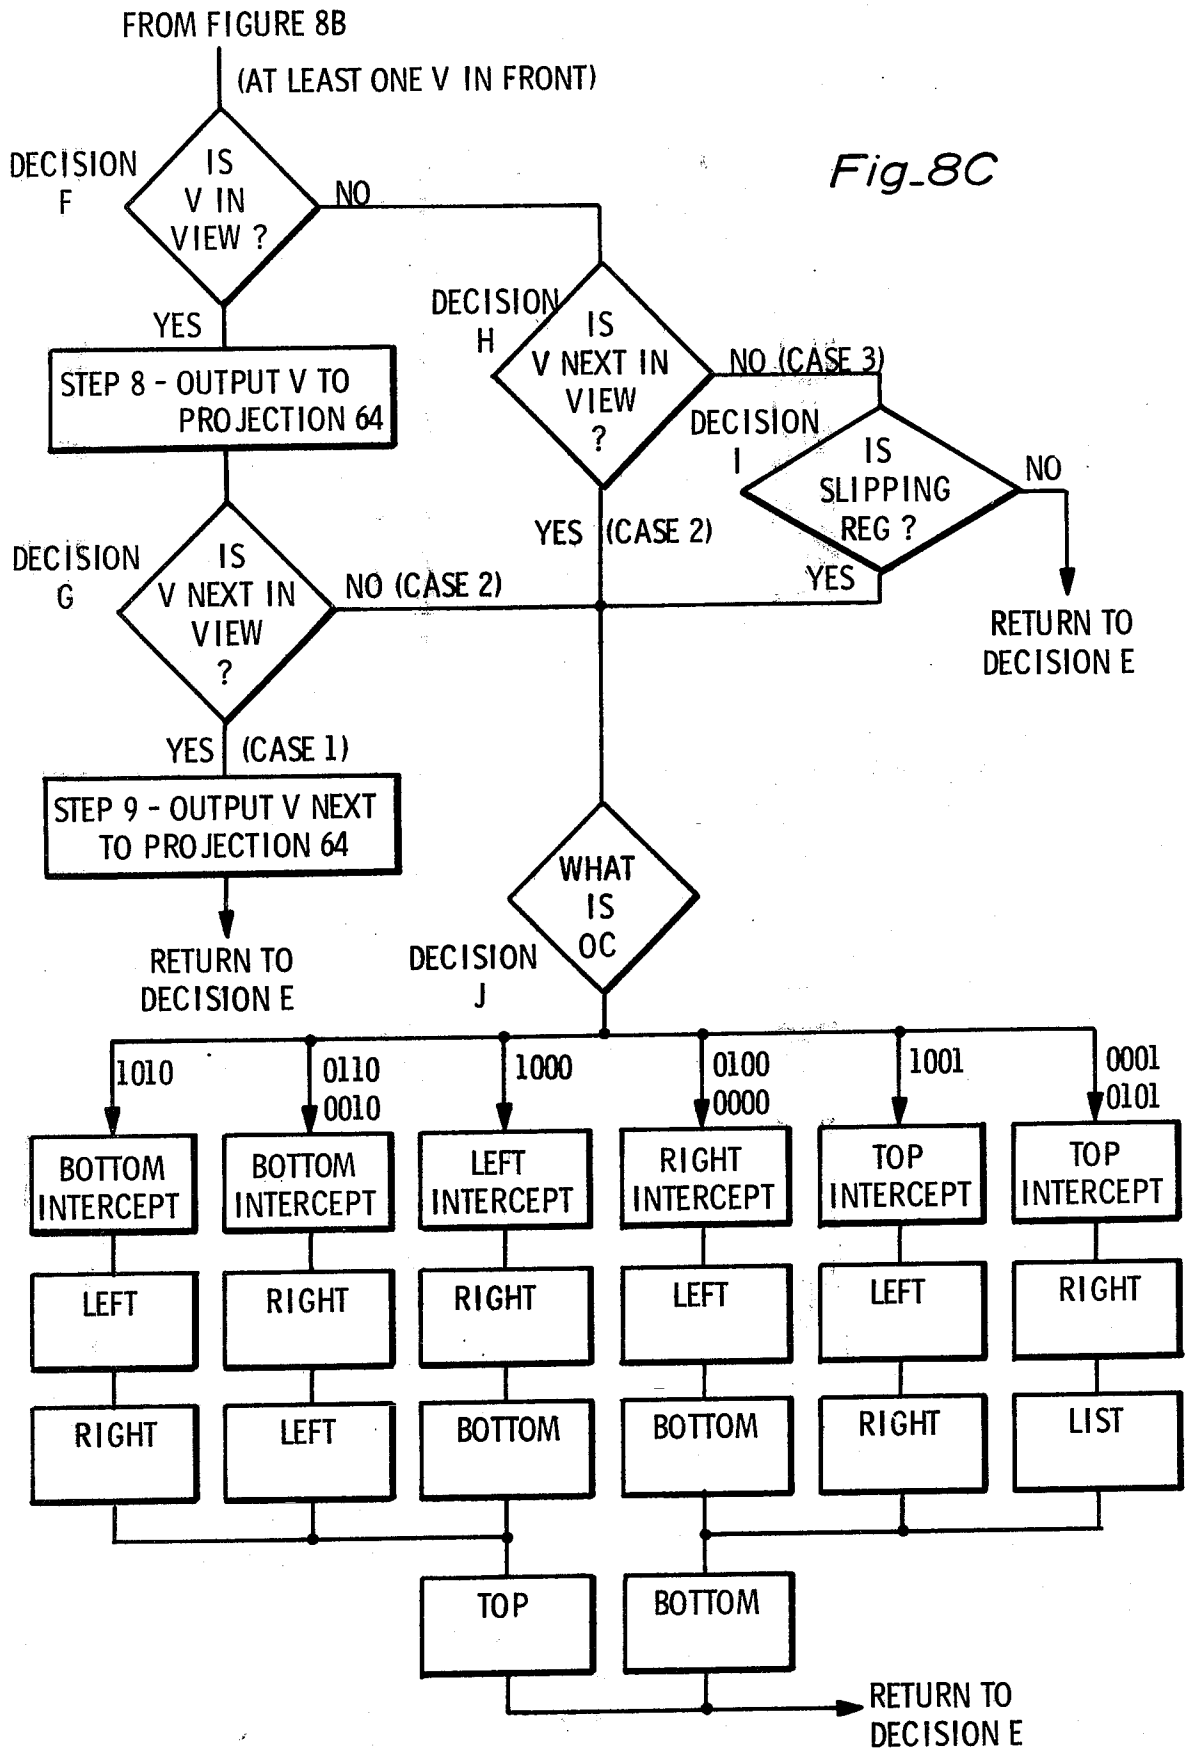 FROM FIGURE 8B
(AT LEAST ONE V IN FRONT)
Fig_8C
DECISION
F
IS
V IN
VIEW ?
NO
YES
DECISION
H
IS
V NEXT IN
VIEW
?
NO (CASE 3)
STEP 8 - OUTPUT V TO
PROJECTION 64
DECISION
I
IS
SLIPPING
REG ?
NO
YES (CASE 2)
YES
RETURN TO
DECISION E
DECISION
G
IS
V NEXT IN
VIEW
?
NO (CASE 2)
YES (CASE 1)
STEP 9 - OUTPUT V NEXT
TO PROJECTION 64
RETURN TO
DECISION E
WHAT
IS
OC
DECISION
J
1010
0110
0010
1000
0100
0000
1001
0001
0101
BOTTOM
INTERCEPT
BOTTOM
INTERCEPT
LEFT
INTERCEPT
RIGHT
INTERCEPT
TOP
INTERCEPT
TOP
INTERCEPT
LEFT
RIGHT
RIGHT
LEFT
LEFT
RIGHT
RIGHT
LEFT
BOTTOM
BOTTOM
RIGHT
LIST
TOP
BOTTOM
RETURN TO
DECISION E